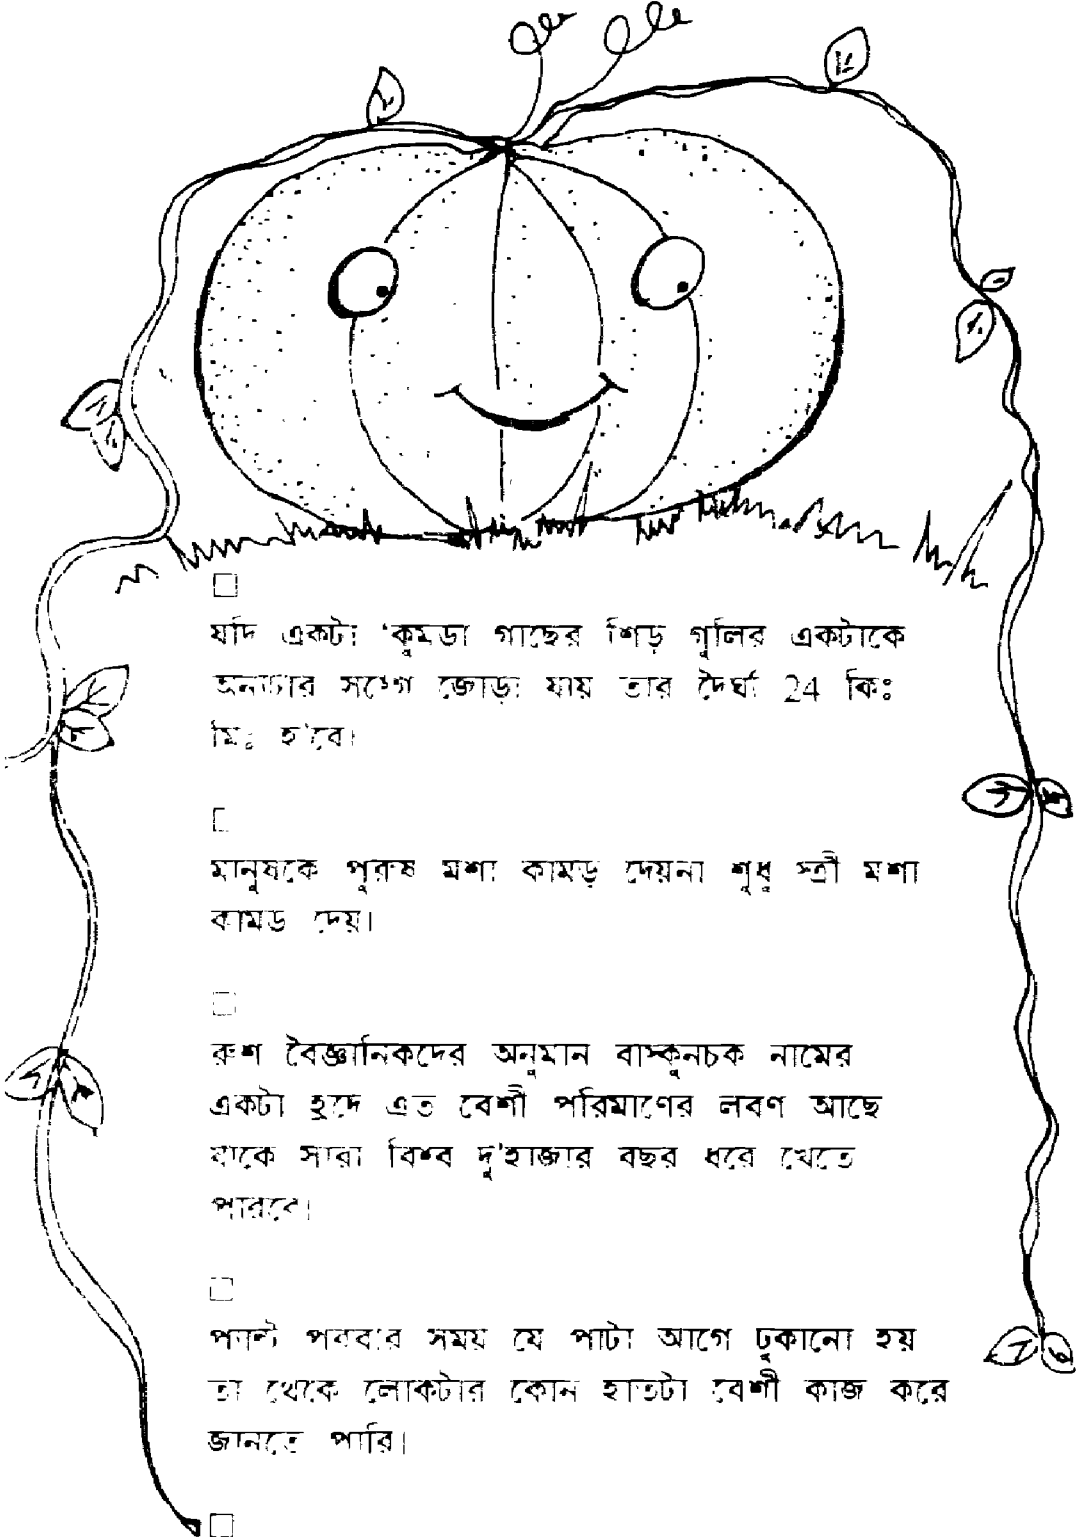 যদি একটা 'কুমড়া গাছের শিড় গুলির একটাকে
অন্যটার সঙ্গে জোড়া যায় তার দৈর্ঘ্য 24 কিঃ
মিঃ হ'বে।
মানুষকে পুরুষ মশা কামড় দেয়না শুধু স্ত্রী মশা
কামড় দেয়।
রুশ বৈজ্ঞানিকদের অনুমান বাস্কুনচক নামের
একটা হ্রদে এত বেশী পরিমাণের লবণ আছে
যাকে সারা বিশ্ব দু'হাজার বছর ধরে খেতে
পারবে।
প্যান্ট পরবার সময় যে পাটা আগে ঢুকানো হয়
তা থেকে লোকটার কোন হাতটা বেশী কাজ করে
জানতে পারি।